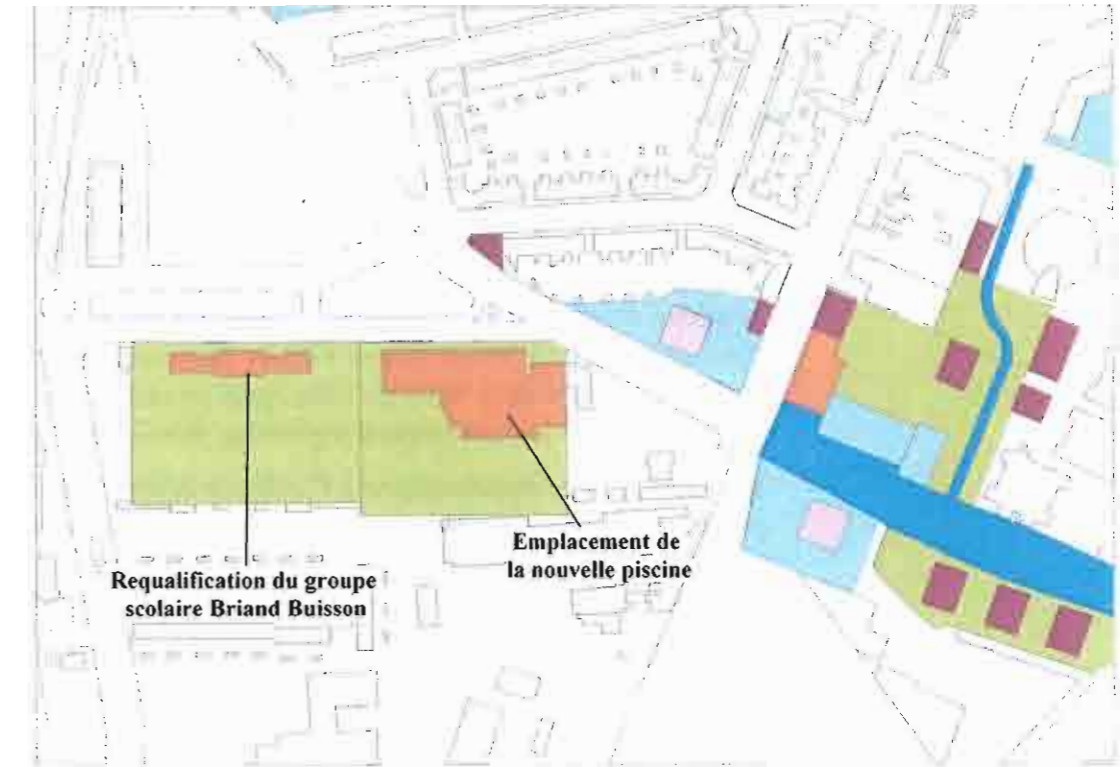 Requalification du groupe
scolaire Briand Buisson
Emplacement de
la nouvelle piscine